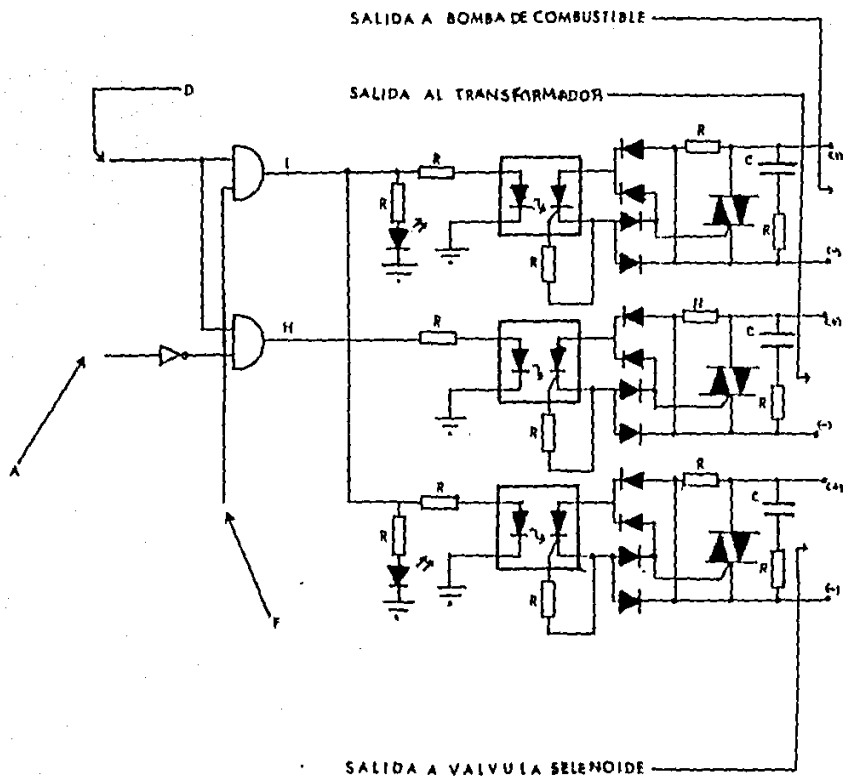 SALIDA A BOMBA DE COMBUSTIBLE
D
SALIDA AL TRANSFORMADOR
I
R
R
R
R
C
R
(+)
(-)
H
R
R
R
C
R
(+)
(-)
A
R
R
R
R
C
R
(+)
(-)
F
SALIDA A VALVULA SELENOIDE